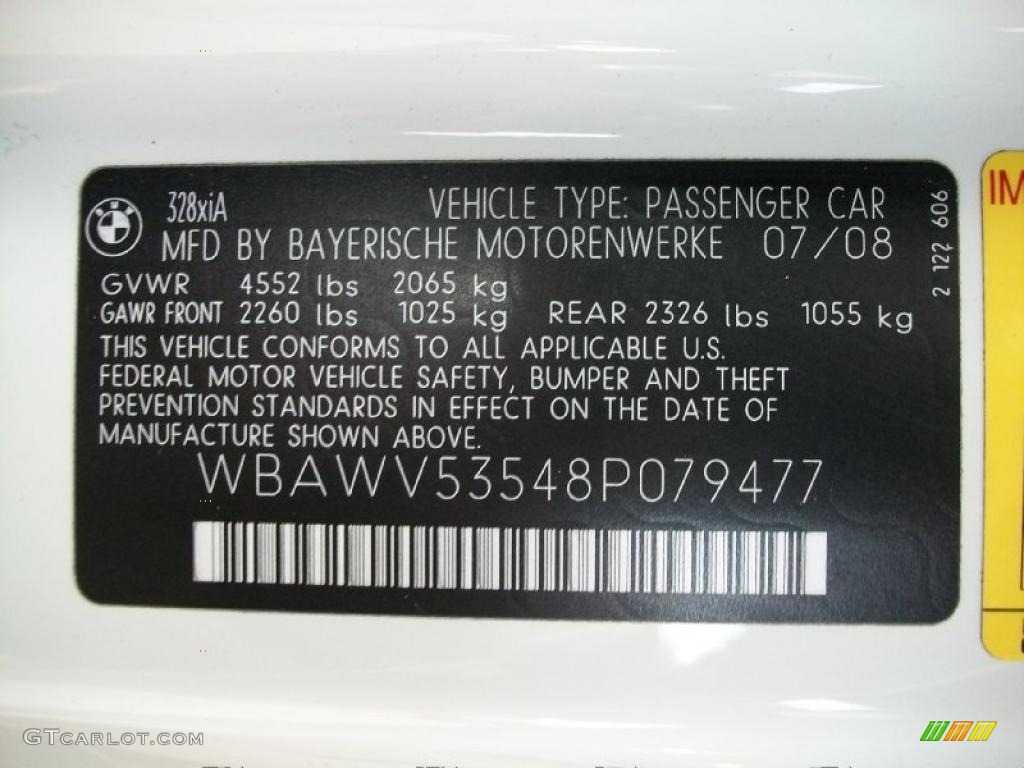 328xiA
VEHICLE TYPE: PASSENGER CAR
MFD BY BAYERISCHE MOTORENWERKE 07/08
GVWR 4552 lbs 2065 kg
GAWR FRONT 2260 lbs 1025 kg REAR 2326 lbs 1055 kg
THIS VEHICLE CONFORMS TO ALL APPLICABLE U.S.
FEDERAL MOTOR VEHICLE SAFETY, BUMPER AND THEFT
PREVENTION STANDARDS IN EFFECT ON THE DATE OF
MANUFACTURE SHOWN ABOVE.
WBAWV53548P079477
2 122 606
IM
GTCARLOT.COM